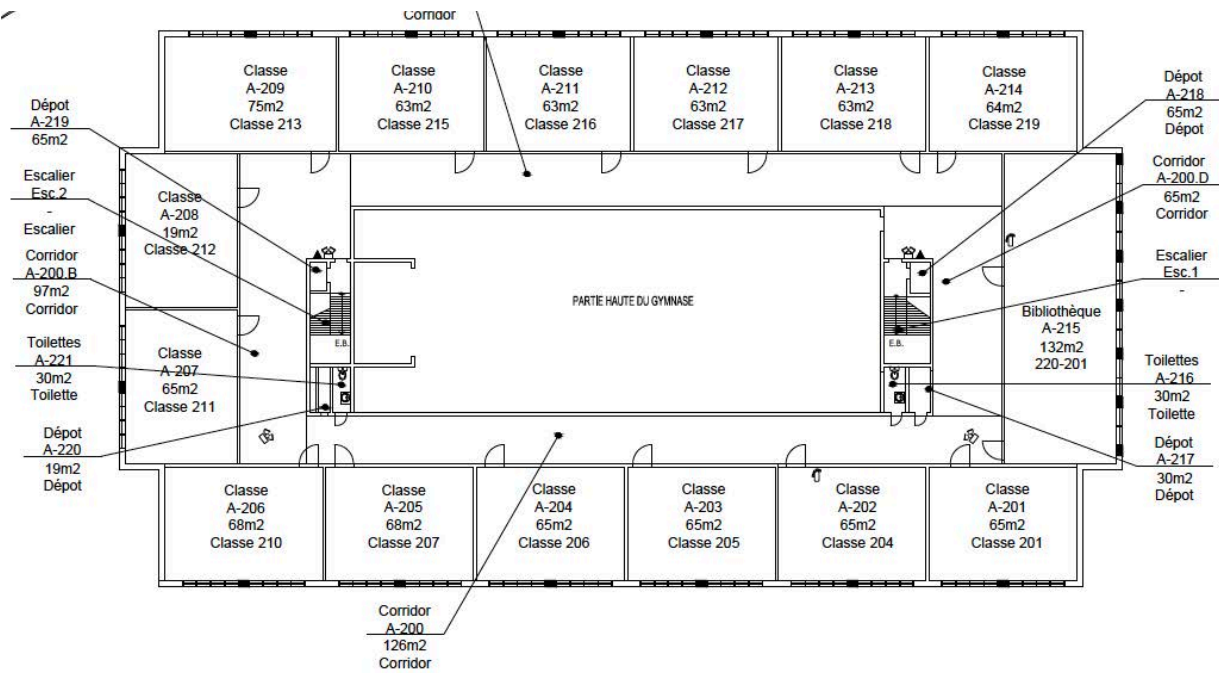 Corridor
Classe
A-209
75m2
Classe 213
Classe
A-210
63m2
Classe 215
Classe
A-211
63m2
Classe 216
Classe
A-212
63m2
Classe 217
Classe
A-213
63m2
Classe 218
Classe
A-214
64m2
Classe 219
Dépot
A-219
65m2
Escalier
Esc.2
-
Escalier
Corridor
A-200.B
97m2
Corridor
Toilettes
A-221
30m2
Toilette
Dépot
A-220
19m2
Dépot
Classe
A-208
19m2
Classe 212
Classe
A-207
65m2
Classe 211
E.B.
PARTIE HAUTE DU GYMNASE
E.B.
Bibliothèque
A-215
132m2
220-201
Dépot
A-218
65m2
Dépot
Corridor
A-200.D
65m2
Corridor
Escalier
Esc.1
-
Toilettes
A-216
30m2
Toilette
Dépot
A-217
30m2
Dépot
Classe
A-206
68m2
Classe 210
Classe
A-205
68m2
Classe 207
Classe
A-204
65m2
Classe 206
Classe
A-203
65m2
Classe 205
Classe
A-202
65m2
Classe 204
Classe
A-201
65m2
Classe 201
Corridor
A-200
126m2
Corridor